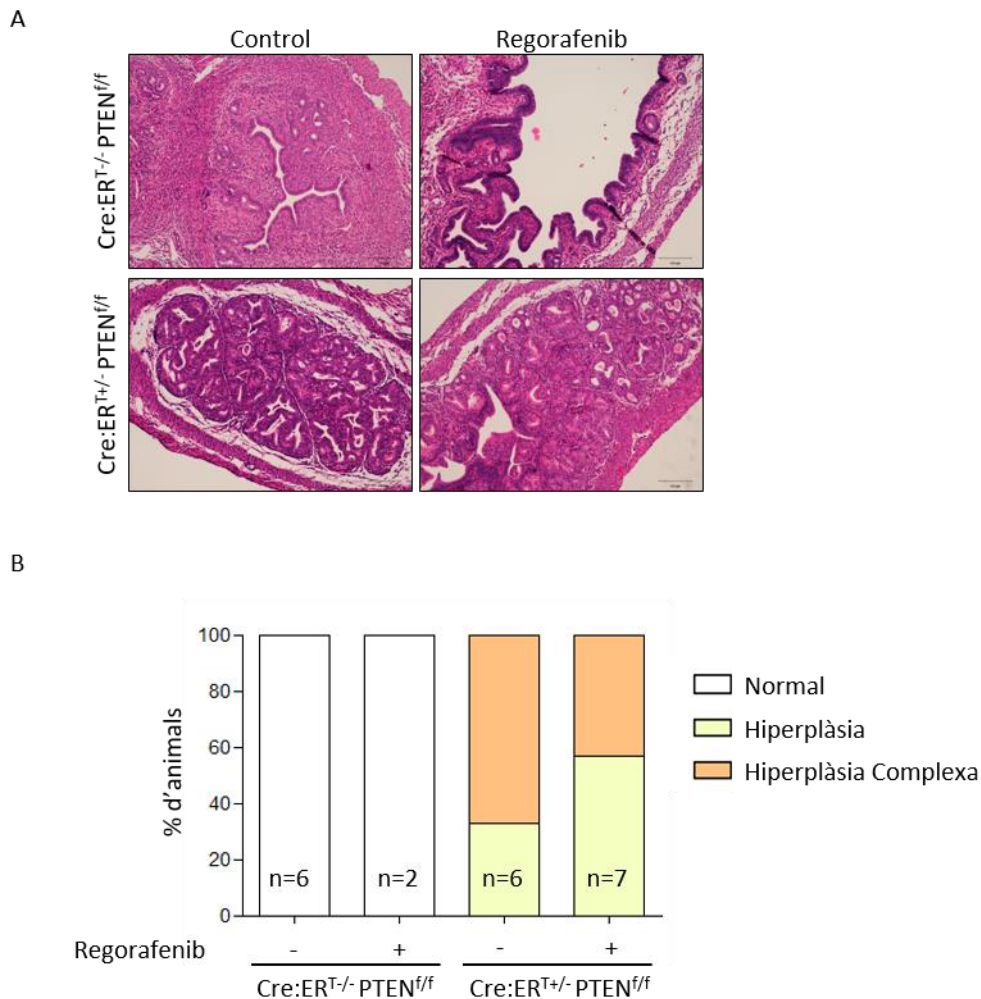 A
Control Regorafenib
Cre:ERT-/- PTENf/f
Cre:ERT+/- PTENf/f
B
% d'animals
100
80
60
40
20
0
n=6 n=2 n=6 n=7
Normal
Hiperplàsia
Hiperplàsia Complexa
Regorafenib - + - +
Cre:ERT-/- PTENf/f Cre:ERT+/- PTENf/f